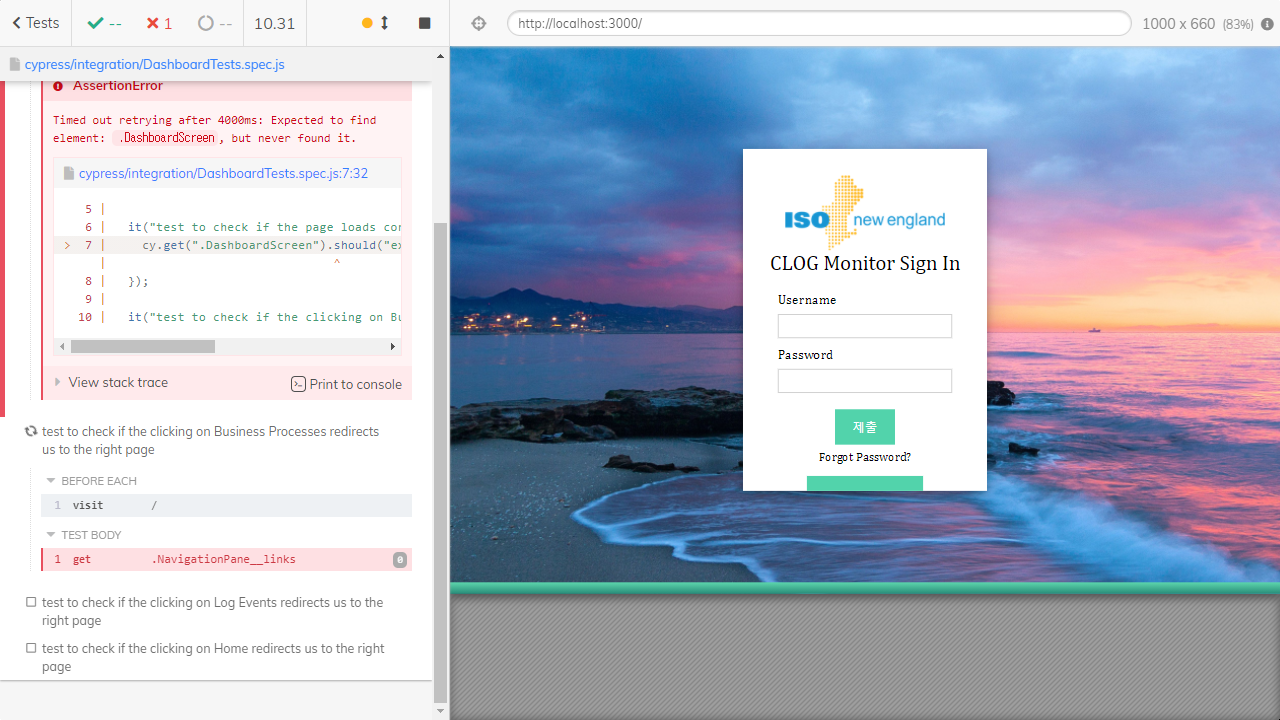 Tests
--
1
--
10.31
http://localhost:3000/
1000 x 660 (83%)
cypress/integration/DashboardTests.spec.js
AssertionError
Timed out retrying after 4000ms: Expected to find
element: .DashboardScreen, but never found it.
cypress/integration/DashboardTests.spec.js:7:32
5 |
6 | it("test to check if the page loads cor
> 7 | cy.get(".DashboardScreen").should("ex
| ^
8 | });
9 |
10 | it("test to check if the clicking on Bu
View stack trace
Print to console
test to check if the clicking on Business Processes redirects
us to the right page
BEFORE EACH
1 visit /
TEST BODY
1 get .NavigationPane__links 0
test to check if the clicking on Log Events redirects us to the
right page
test to check if the clicking on Home redirects us to the right
page
ISO new england
CLOG Monitor Sign In
Username
Password
제출
Forgot Password?